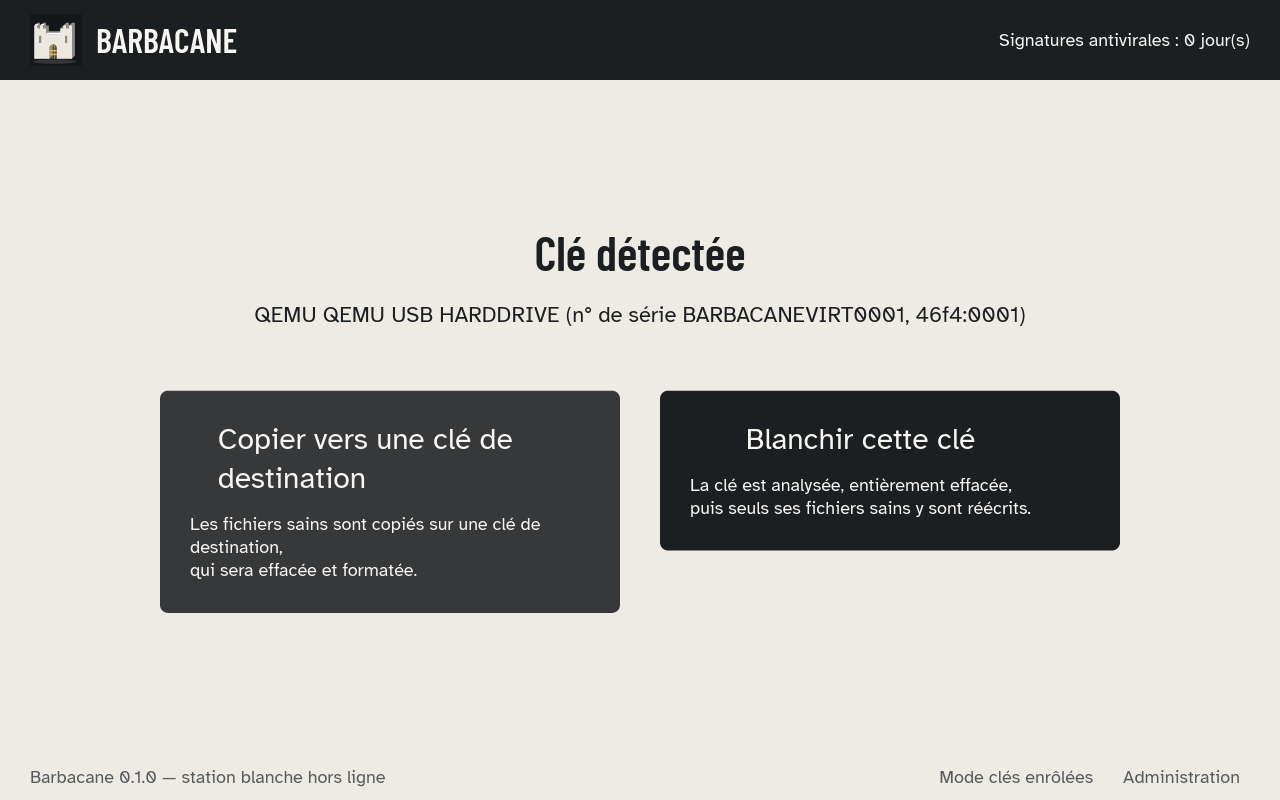 BARBACANE
Signatures antivirales : 0 jour(s)
Clé détectée
QEMU QEMU USB HARDDRIVE (n° de série BARBACANEVIRT0001, 46f4:0001)
Copier vers une clé de
destination
Les fichiers sains sont copiés sur une clé de
destination,
qui sera effacée et formatée.
Blanchir cette clé
La clé est analysée, entièrement effacée,
puis seuls ses fichiers sains y sont réécrits.
Barbacane 0.1.0 — station blanche hors ligne
Mode clés enrôlées
Administration